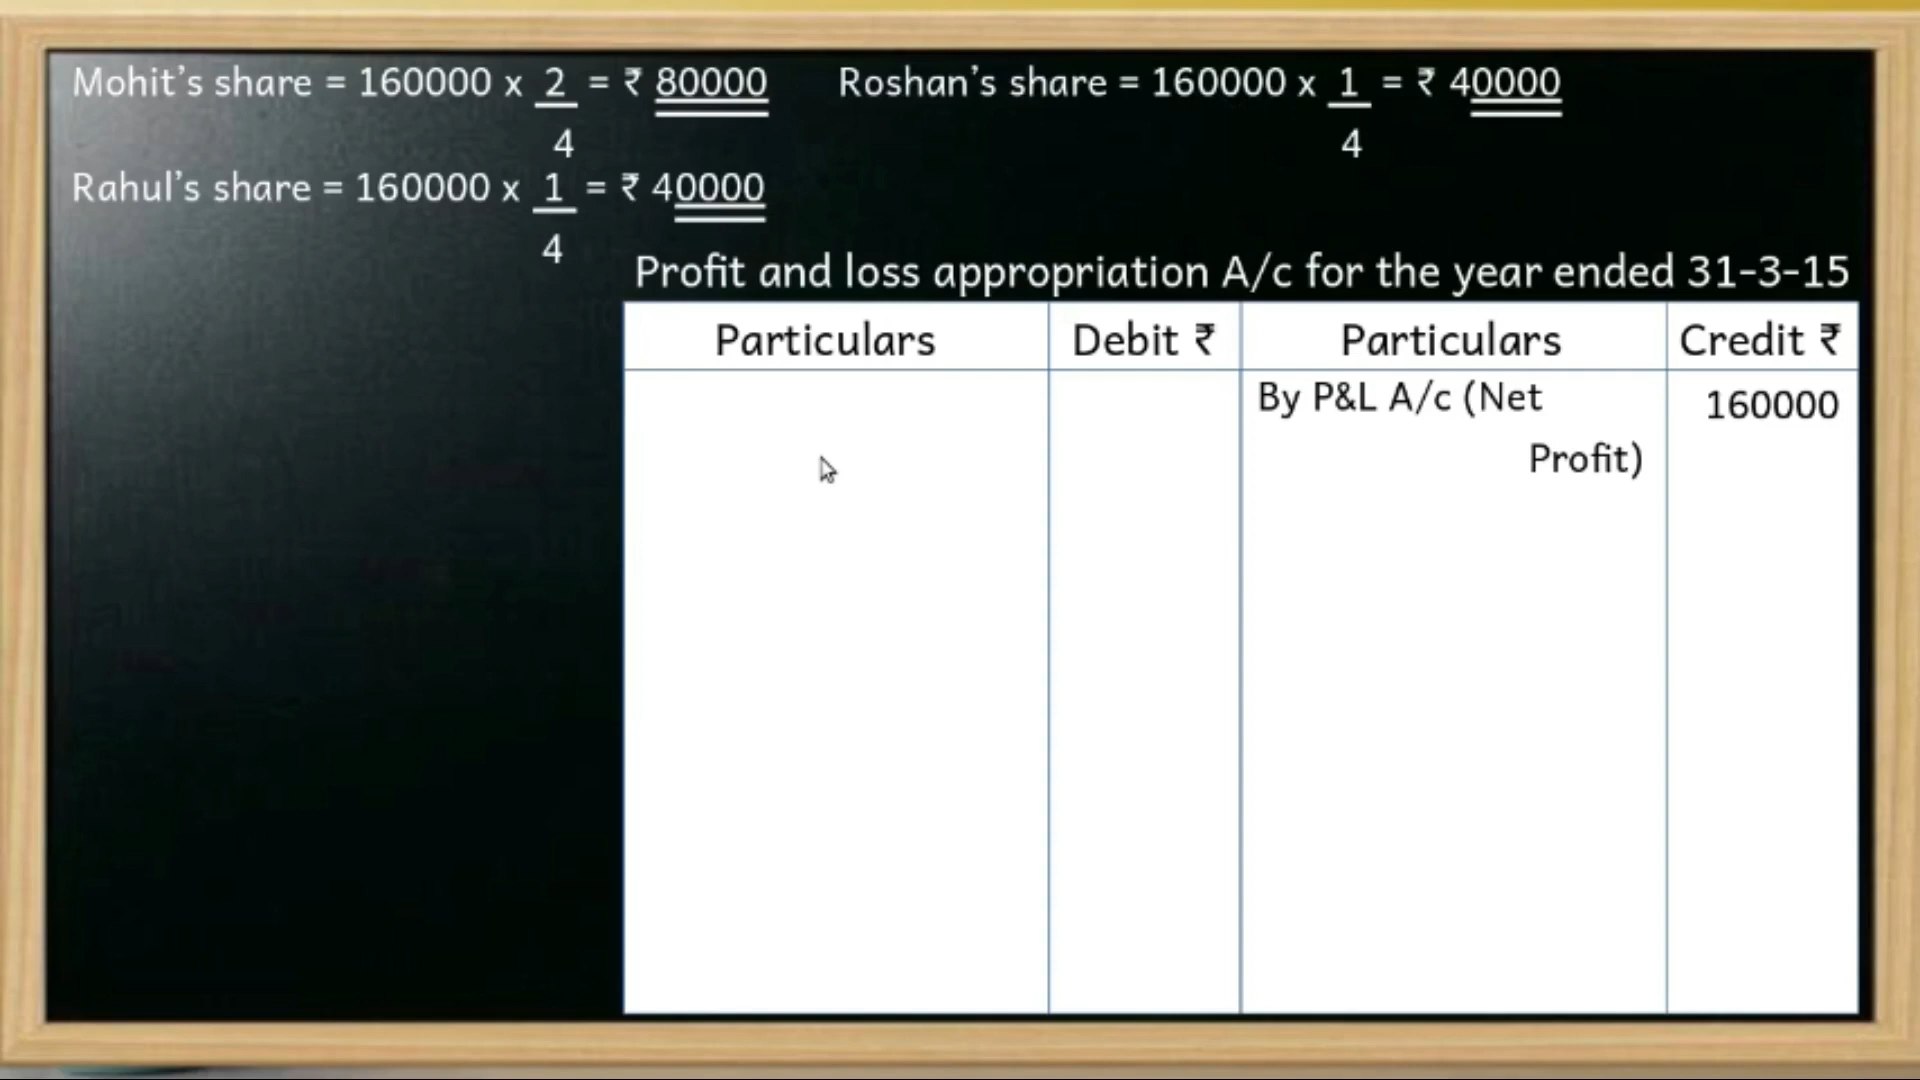 Mohit's share = 160000 x 2/4 = ₹ 80000
Roshan's share = 160000 x 1/4 = ₹ 40000
Rahul's share = 160000 x 1/4 = ₹ 40000
Profit and loss appropriation A/c for the year ended 31-3-15
Particulars Debit ₹ Particulars Credit ₹
By P&L A/c (Net 160000
Profit)